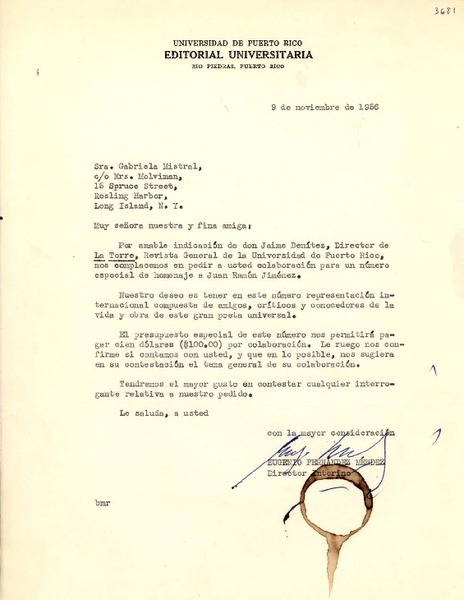 3681
UNIVERSIDAD DE PUERTO RICO
EDITORIAL UNIVERSITARIA
RIO PIEDRAS, PUERTO RICO
9 de noviembre de 1956
Sra. Gabriela Mistral,
c/o Mrs. Molviman,
15 Spruce Street,
Rosling Harbor,
Long Island, N. Y.
Muy señora nuestra y fina amiga:
Por amable indicación de don Jaime Benítez, Director de
La Torre, Revista General de la Universidad de Puerto Rico,
nos complacemos en pedir a usted colaboración para un número
especial de homenaje a Juan Ramón Jiménez.
Nuestro deseo es tener en este número representación in-
ternacional compuesta de amigos, críticos y conocedores de la
vida y obra de este gran poeta universal.
El presupuesto especial de este número nos permitirá pa-
gar cien dólares ($100.00) por colaboración. Le ruego nos con-
firme si contamos con usted, y que en lo posible, nos sugiera
en su contestación el tema general de su colaboración.
Tendremos el mayor gusto en contestar cualquier interro-
gante relativa a nuestro pedido.
Le saluda, a usted
con la mayor consideración
EUGENIO FERNÁNDEZ MÉNDEZ
Director Interino
bmr